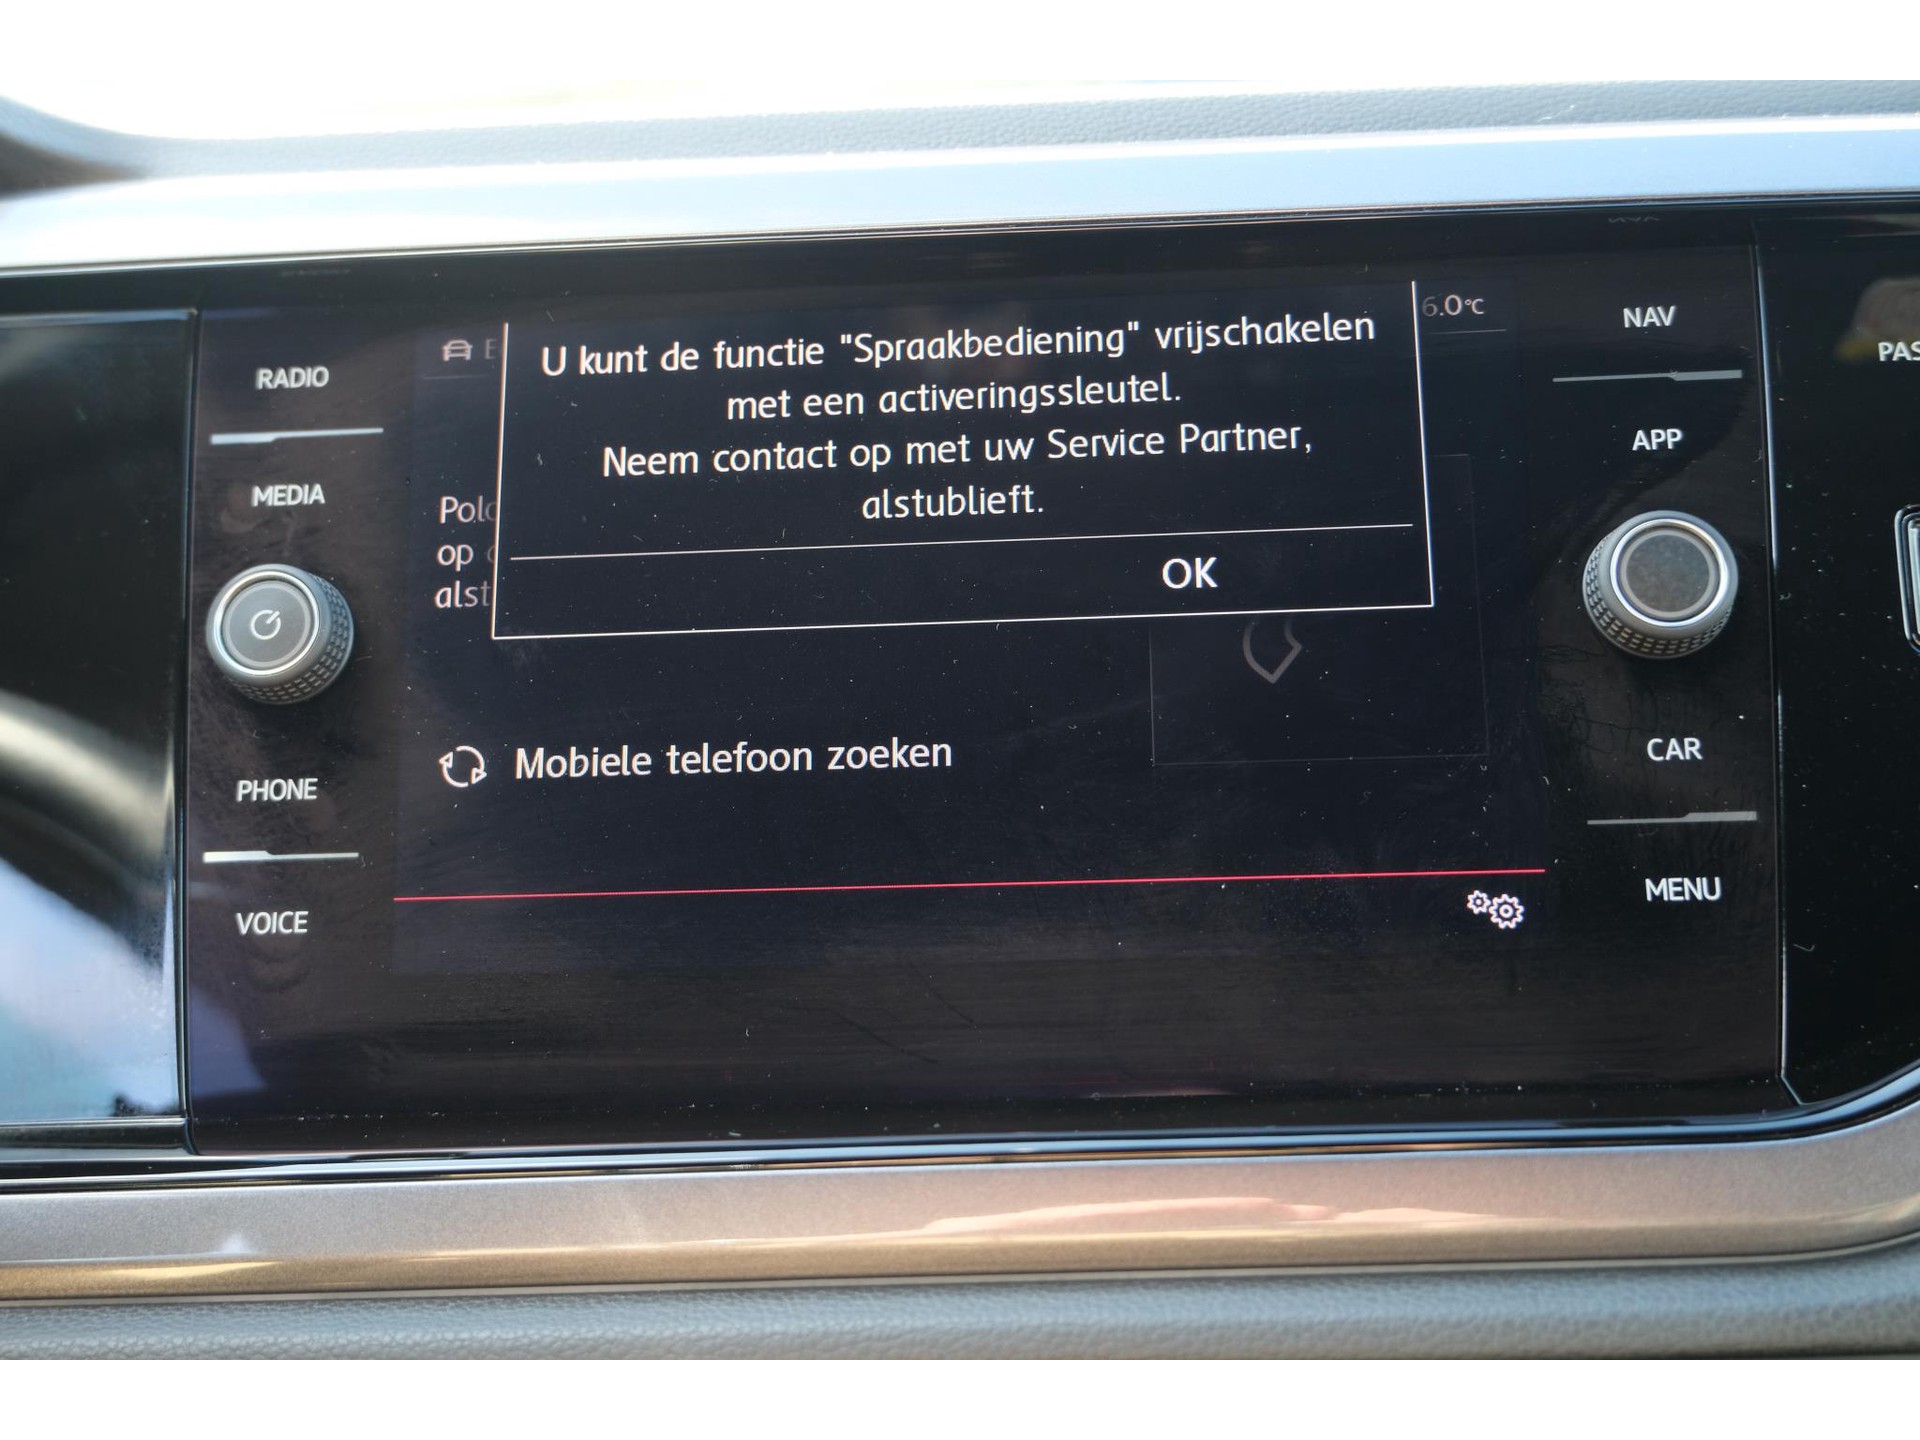 RADIO
MEDIA
PHONE
VOICE
6.0°C
U kunt de functie "Spraakbediening" vrijschakelen
met een activeringssleutel.
Neem contact op met uw Service Partner,
alstublieft.
OK
op
Mobiele telefoon zoeken
NAV
APP
CAR
MENU